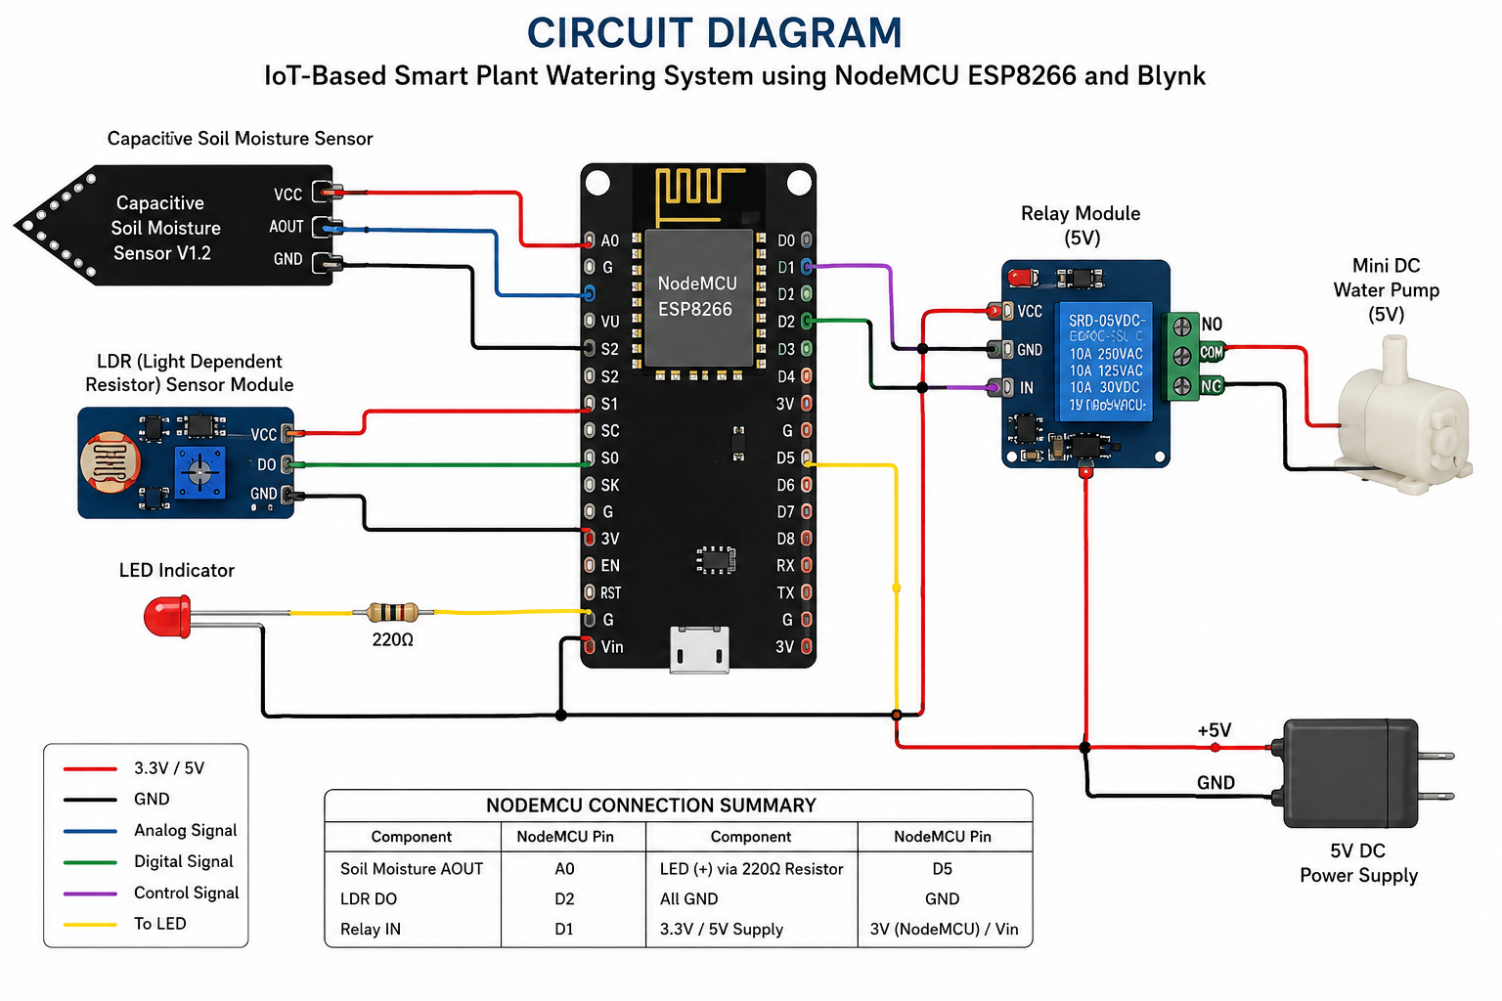 CIRCUIT DIAGRAM
IoT-Based Smart Plant Watering System using NodeMCU ESP8266 and Blynk
Capacitive Soil Moisture Sensor
Capacitive
Soil Moisture
Sensor V1.2
VCC
AOUT
GND
LDR (Light Dependent
Resistor) Sensor Module
VCC
DO
GND
LED Indicator
220Ω
NodeMCU
ESP8266
A0
G
VU
S2
S2
S1
SC
S0
SK
G
3V
EN
RST
G
Vin
D0
D1
D2
D2
D3
D4
3V
G
D5
D6
D7
D8
RX
TX
G
3V
Relay Module
(5V)
VCC
GND
IN
SRD-05VDC-
10A 250VAC
10A 125VAC
10A 30VDC
NO
COM
NC
Mini DC
Water Pump
(5V)
+5V
GND
5V DC
Power Supply
3.3V / 5V
GND
Analog Signal
Digital Signal
Control Signal
To LED
NODEMCU CONNECTION SUMMARY
Component NodeMCU Pin Component NodeMCU Pin
Soil Moisture AOUT A0 LED (+) via 220Ω Resistor D5
LDR DO D2 All GND GND
Relay IN D1 3.3V / 5V Supply 3V (NodeMCU) / Vin